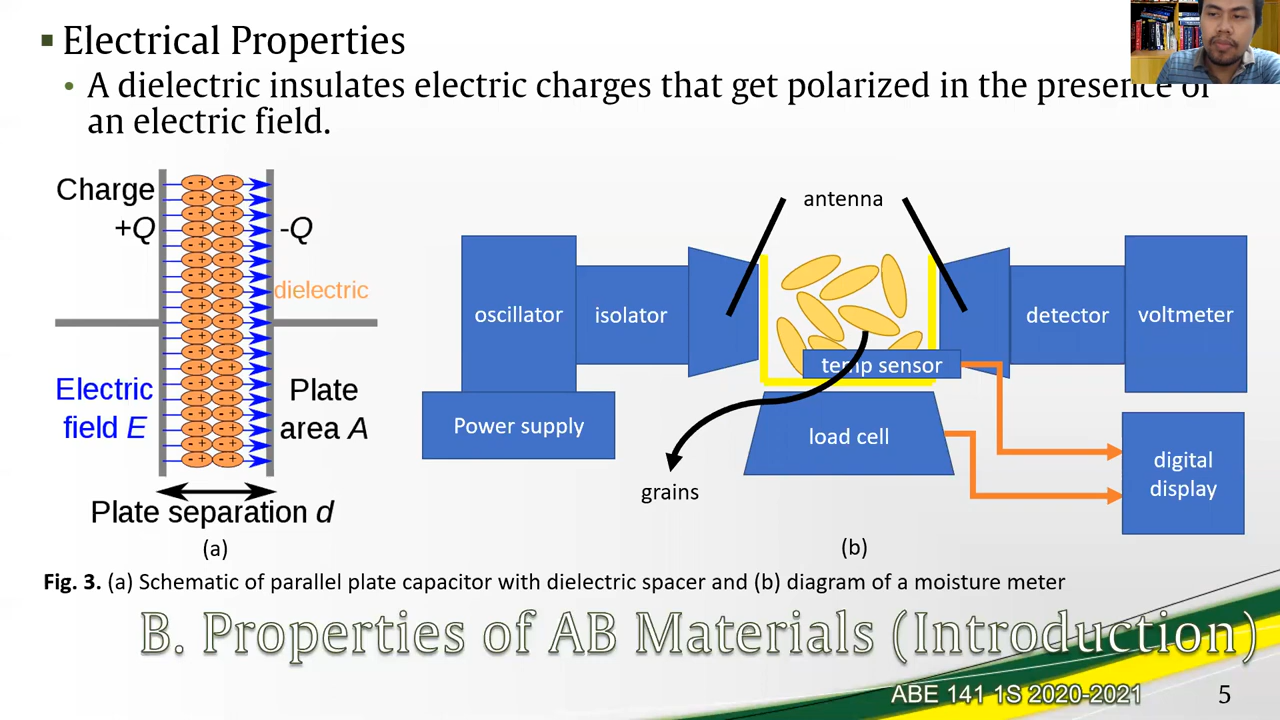 Electrical Properties
A dielectric insulates electric charges that get polarized in the presence of
an electric field.
Charge
+Q
-Q
dielectric
Electric
field E
Plate
area A
Plate separation d
(a)
antenna
oscillator
isolator
detector
voltmeter
temp sensor
Power supply
load cell
digital
display
grains
(b)
Fig. 3. (a) Schematic of parallel plate capacitor with dielectric spacer and (b) diagram of a moisture meter
B. Properties of AB Materials (Introduction)
ABE 141 1S 2020-2021
5